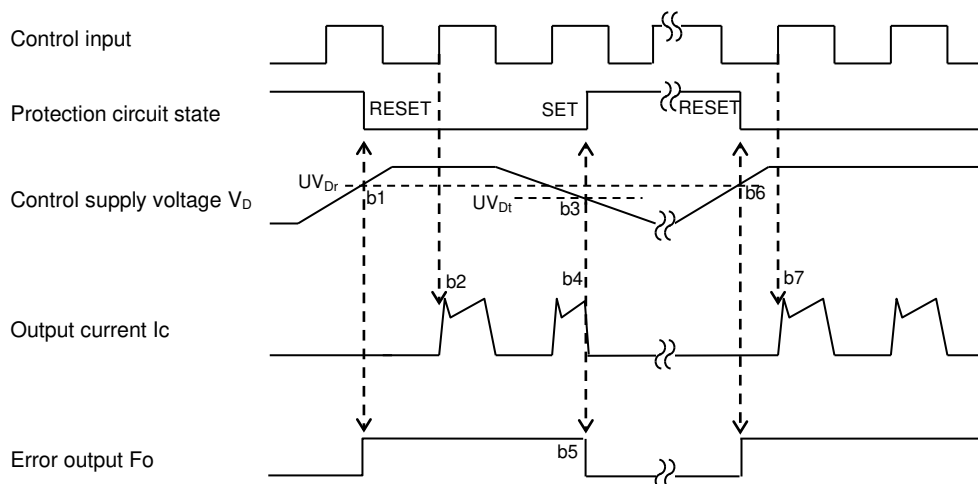 Control input
Protection circuit state
RESET
SET
RESET
Control supply voltage VD
UVDr
b1
UVDt
b3
b6
b2
b4
b7
Output current Ic
Error output Fo
b5